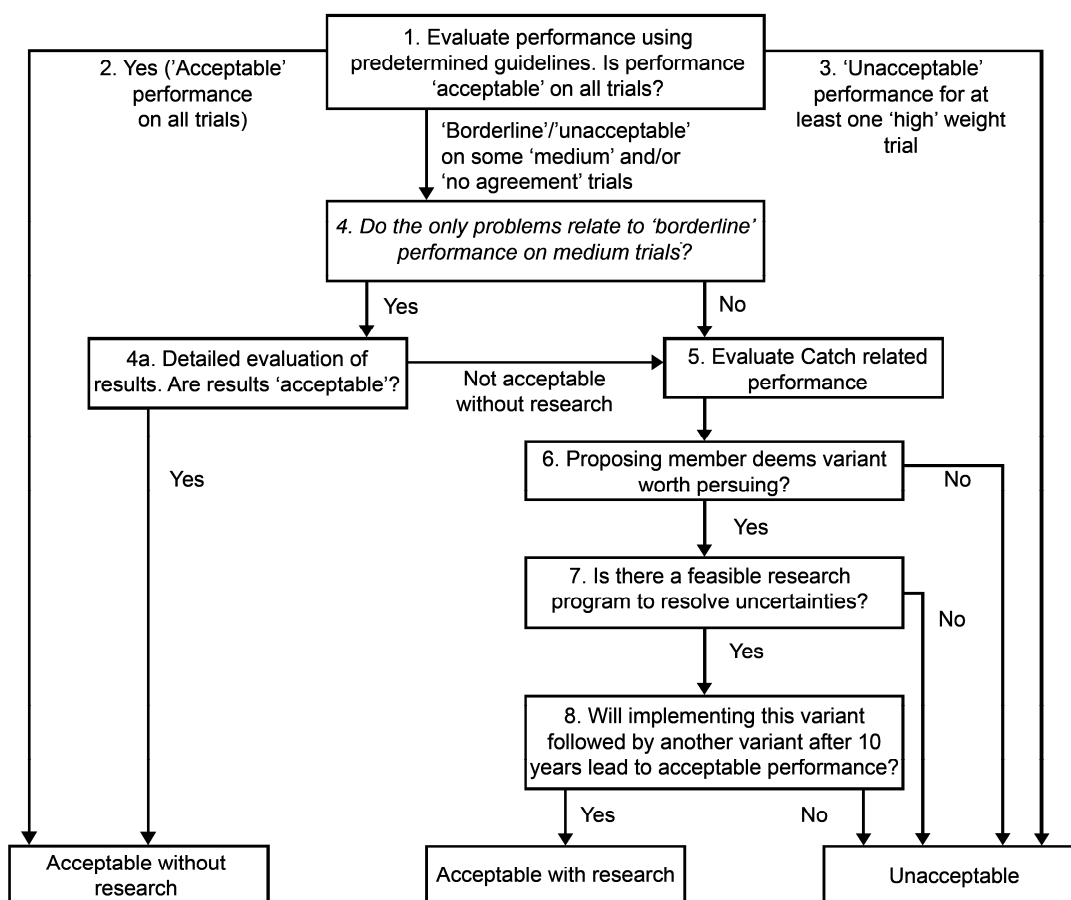 1. Evaluate performance using
predetermined guidelines. Is performance
‘acceptable’ on all trials?
2. Yes (’Acceptable’
performance
on all trials)
3. ‘Unacceptable’
performance for at
least one ‘high’ weight
trial
‘Borderline’/’unacceptable’
on some ‘medium’ and/or
‘no agreement’ trials
4. Do the only problems relate to ‘borderline’
performance on medium trials?
Yes
No
4a. Detailed evaluation of
results. Are results ‘acceptable’?
Not acceptable
without research
5. Evaluate Catch related
performance
Yes
6. Proposing member deems variant
worth persuing?
No
Yes
7. Is there a feasible research
program to resolve uncertainties?
No
Yes
8. Will implementing this variant
followed by another variant after 10
years lead to acceptable performance?
Yes
No
Acceptable without
research
Acceptable with research
Unacceptable